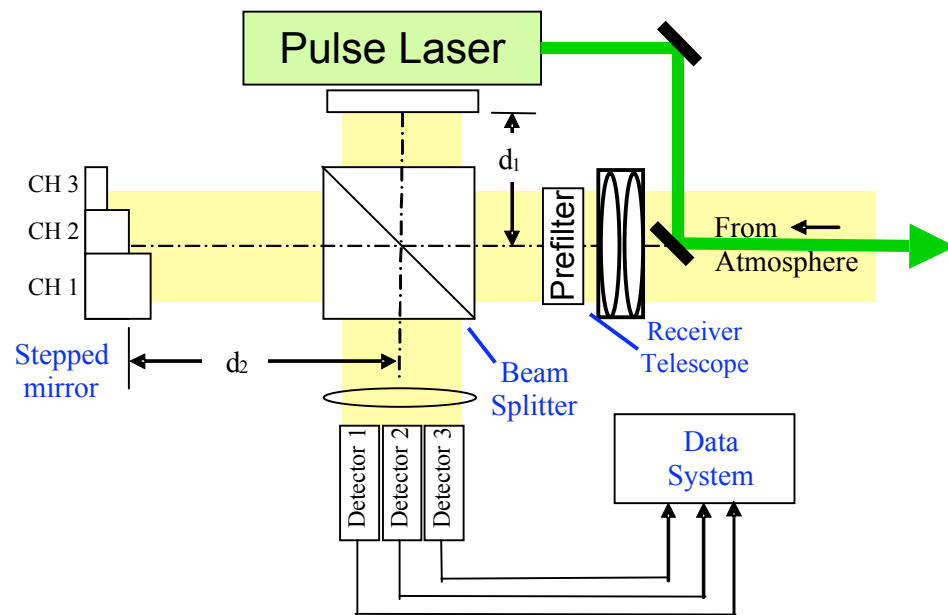 Pulse Laser
d1
CH 3
CH 2
CH 1
Prefilter
From
Atmosphere
Stepped
mirror
d2
Beam
Splitter
Receiver
Telescope
Detector 1
Detector 2
Detector 3
Data
System